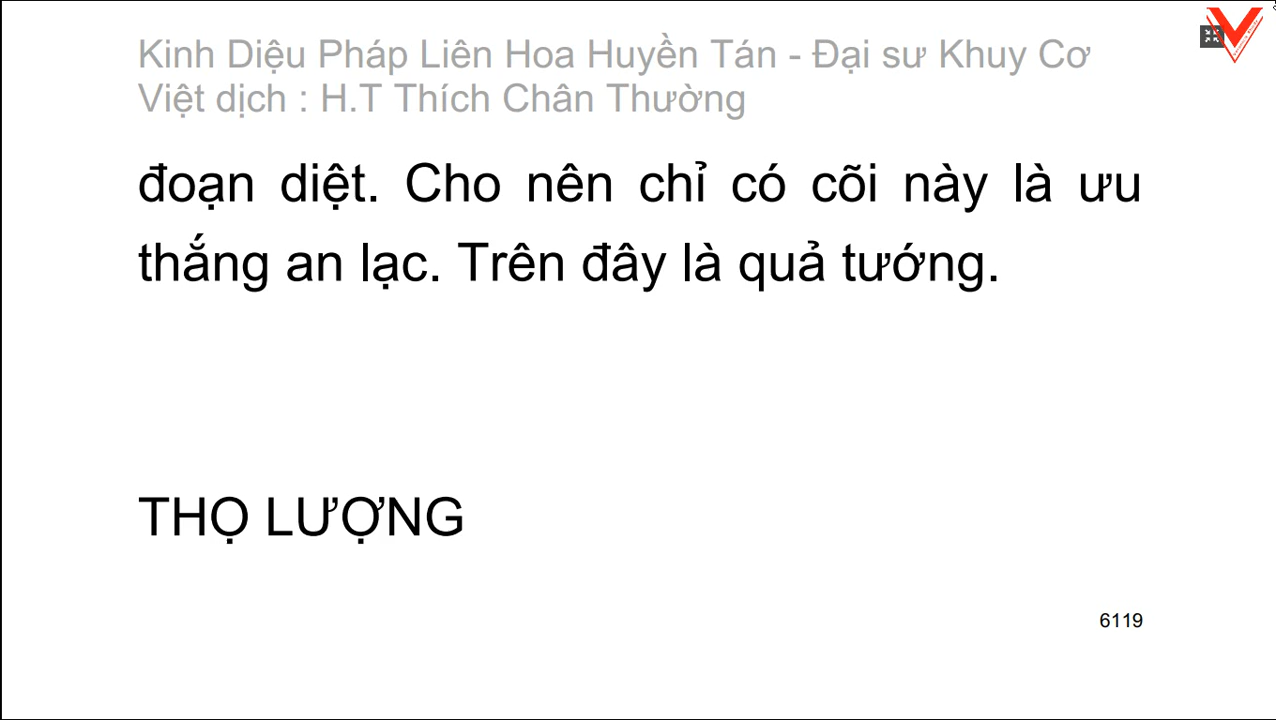 Kinh Diệu Pháp Liên Hoa Huyền Tán - Đại sư Khuy Cơ
Việt dịch : H.T Thích Chân Thường
đoạn diệt. Cho nên chỉ có cõi này là ưu
thắng an lạc. Trên đây là quả tướng.
THỌ LƯỢNG
6119